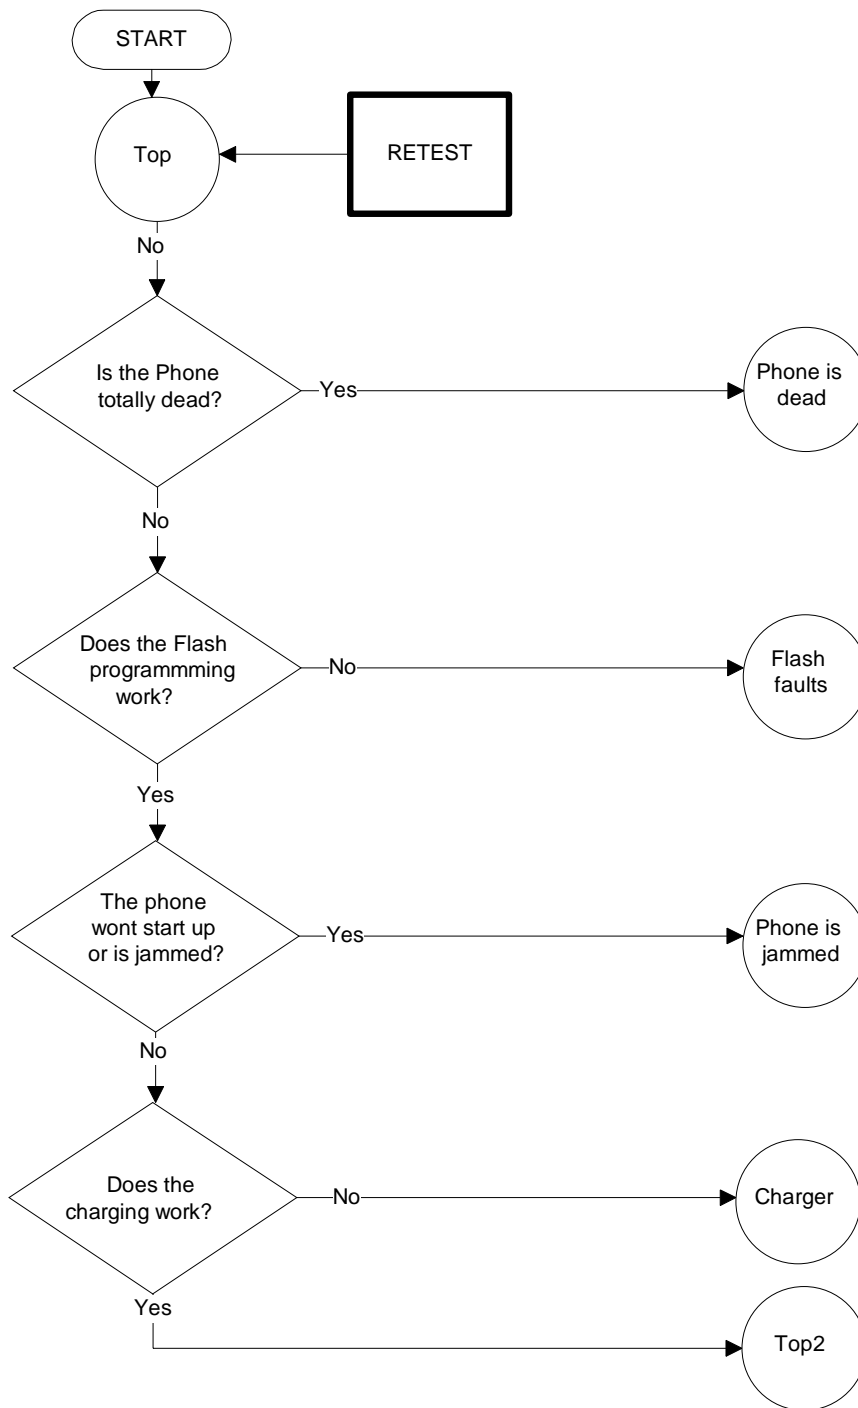 START
Top
RETEST
No
Is the Phone
totally dead?
Yes
Phone is
dead
No
Does the Flash
programmming
work?
No
Flash
faults
Yes
The phone
wont start up
or is jammed?
Yes
Phone is
jammed
No
Does the
charging work?
No
Charger
Yes
Top2